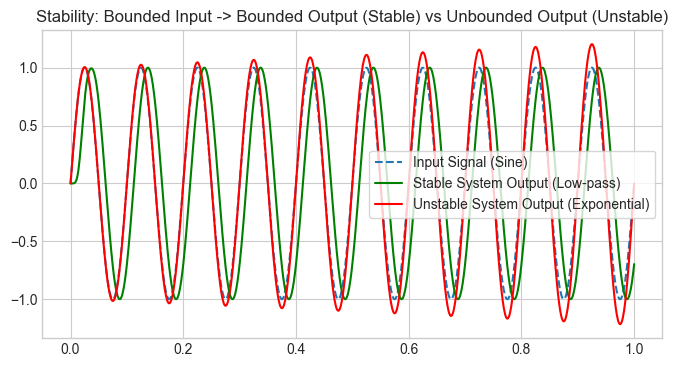 Stability: Bounded Input -> Bounded Output (Stable) vs Unbounded Output (Unstable)
1.0
0.5
0.0
−0.5
−1.0
Input Signal (Sine)
Stable System Output (Low-pass)
Unstable System Output (Exponential)
0.0 0.2 0.4 0.6 0.8 1.0